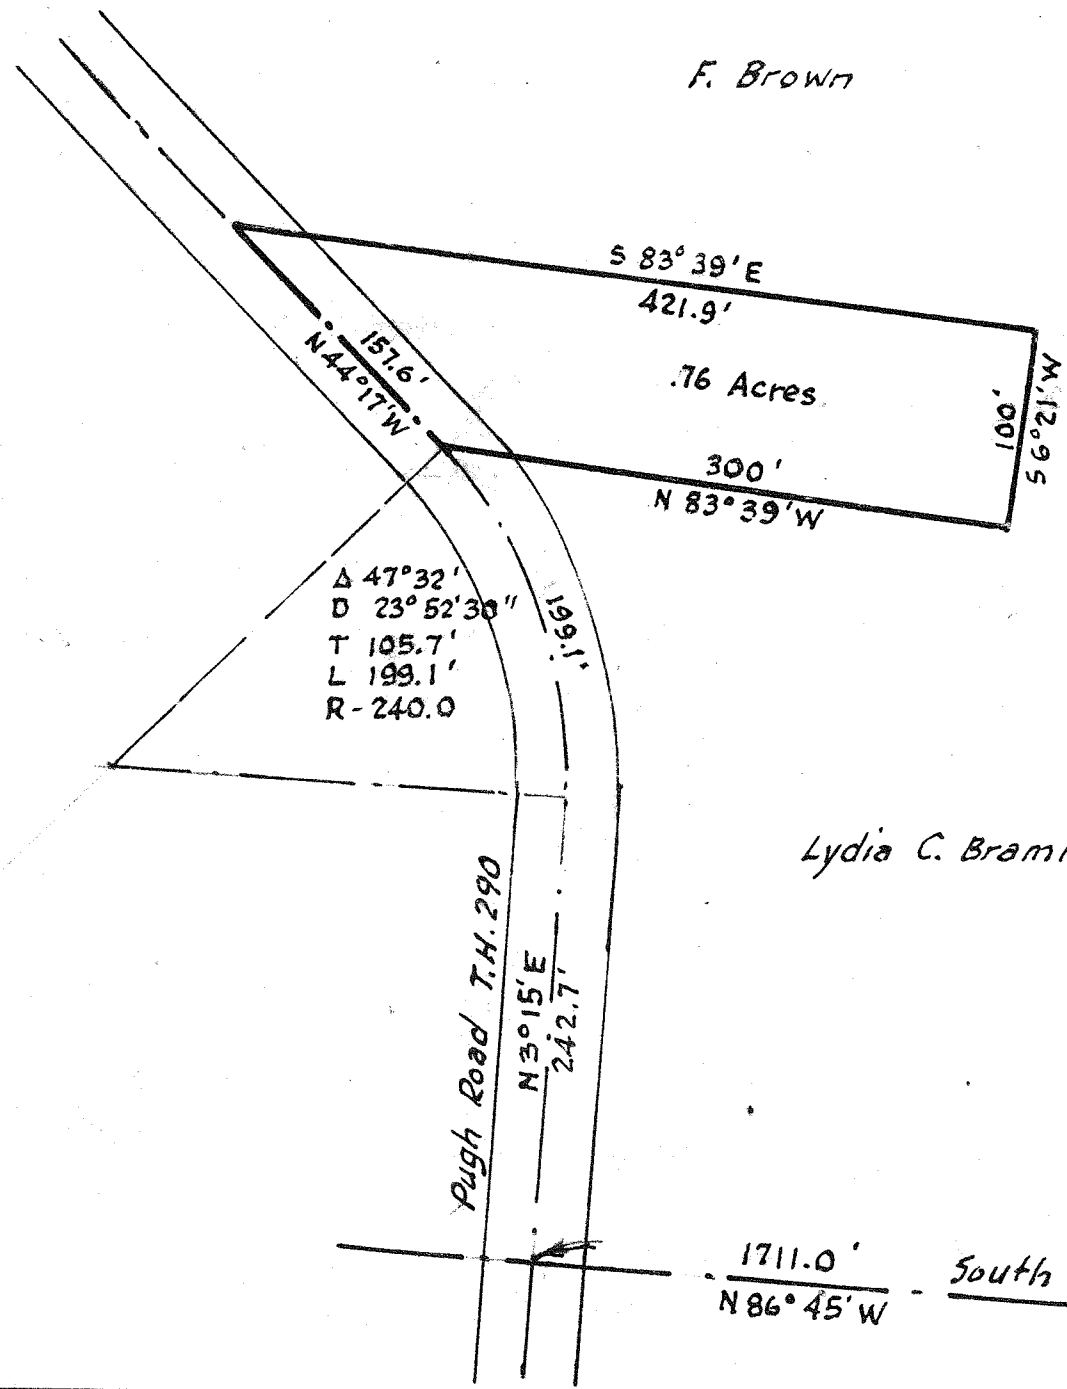 F. Brown
S 83° 39' E
421.9'
157.6'
N 44° 17' W
.76 Acres
100'
S 6° 21' W
300'
N 83° 39' W
Δ 47° 32'
D 23° 52' 30"
T 105.7'
L 199.1'
R - 240.0
199.1'
Lydia C.
Pugh Road T.H. 290
N 3° 15' E
242.7'
1711.0'
N 86° 45' W
South